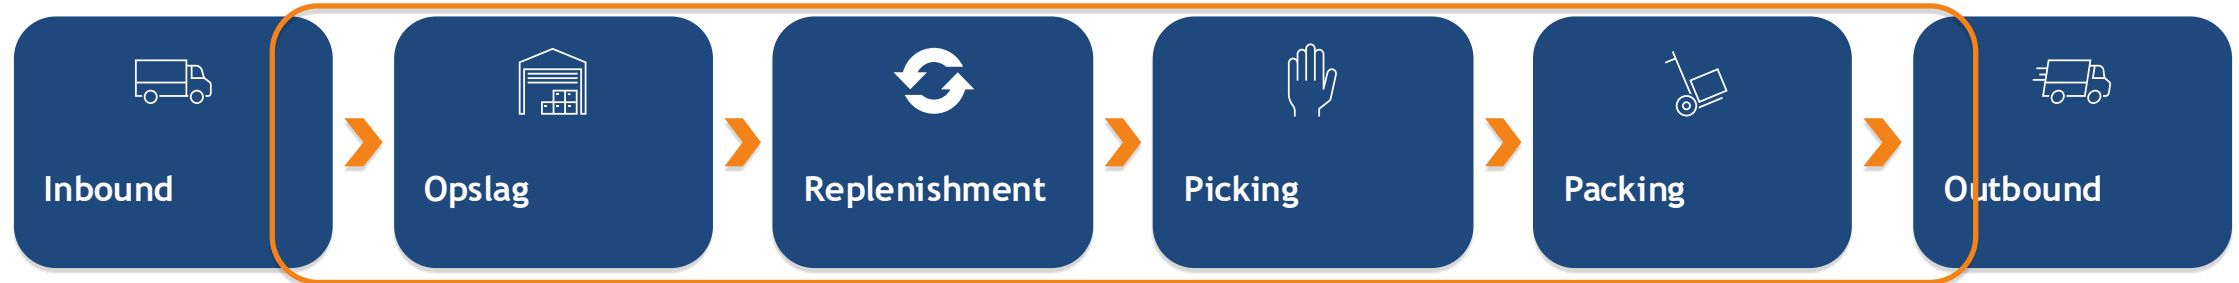 Inbound
Opslag
Replenishment
Picking
Packing
Outbound